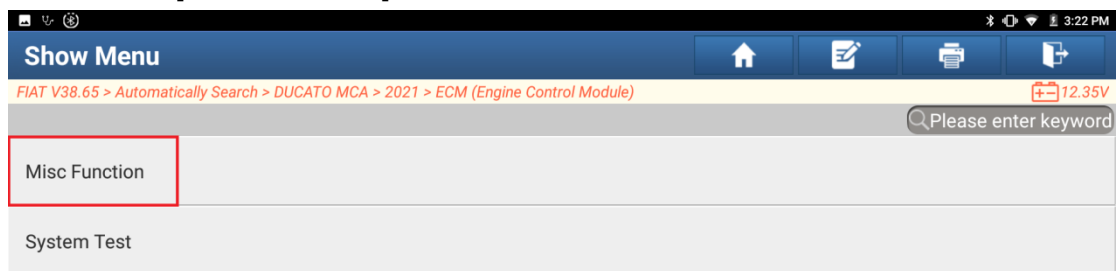 3:22 PM
Show Menu
FIAT V38.65 > Automatically Search > DUCATO MCA > 2021 > ECM (Engine Control Module) 12.35V
Please enter keyword
Misc Function
System Test